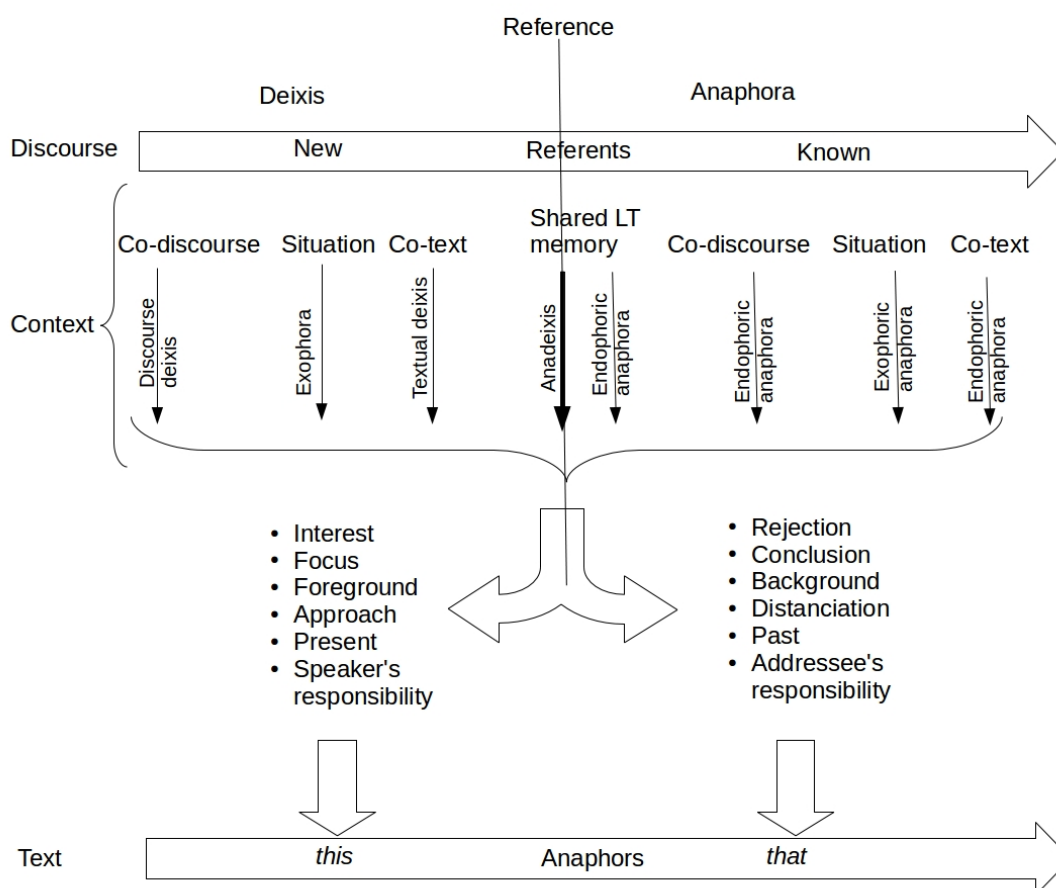 Reference
Deixis
Anaphora
Discourse
New
Referents
Known
Context
Co-discourse
Situation
Co-text
Shared LT
memory
Co-discourse
Situation
Co-text
Discourse
deixis
Exophora
Textual deixis
Anadeixis
Endophoric
anaphora
Endophoric
anaphora
Exophoric
anaphora
Endophoric
anaphora
• Interest
• Focus
• Foreground
• Approach
• Present
• Speaker's
responsibility
• Rejection
• Conclusion
• Background
• Distanciation
• Past
• Addressee's
responsibility
Text
this
Anaphors
that